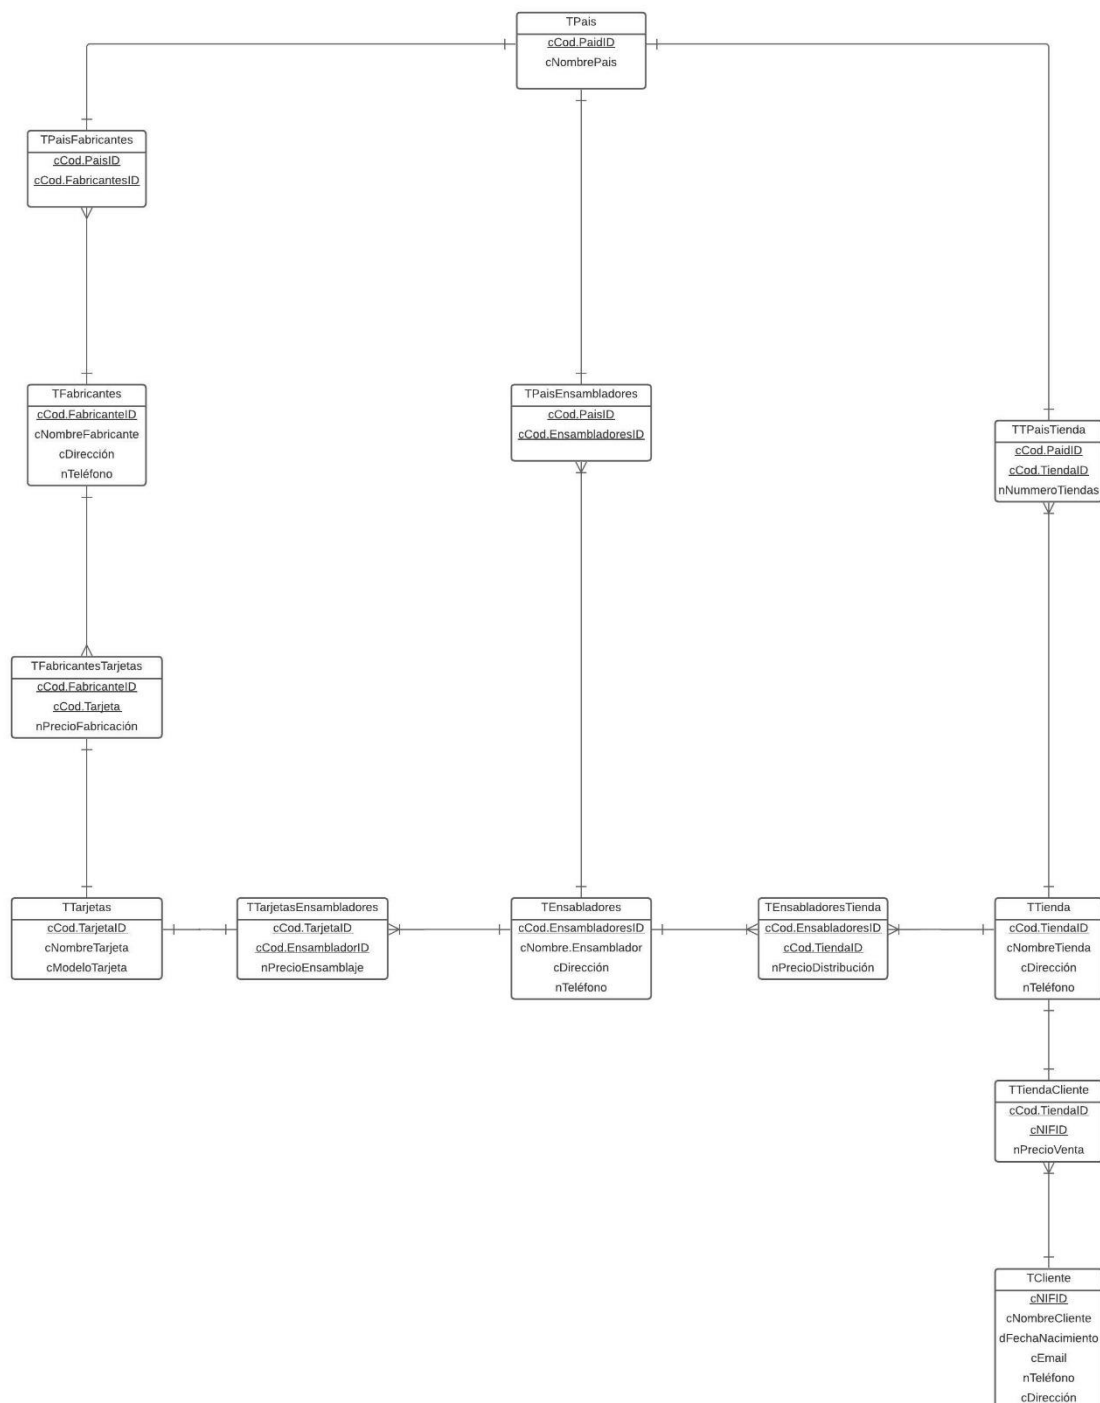 TPais
cCod.PaidID
cNombrePais
TPaisFabricantes
cCod.PaisID
cCod.FabricantesID
TFabricantes
cCod.FabricanteID
cNombreFabricante
cDirección
nTeléfono
TPaisEnsambladores
cCod.PaisID
cCod.EnsambladoresID
TTPaisTienda
cCod.PaidID
cCod.TiendaID
nNummeroTiendas
TFabricantesTarjetas
cCod.FabricanteID
cCod.Tarjeta
nPrecioFabricación
TTarjetas
cCod.TarjetaID
cNombreTarjeta
cModeloTarjeta
TTarjetasEnsambladores
cCod.TarjetaID
cCod.EnsambladorID
nPrecioEnsamblaje
TEnsabladores
cCod.EnsambladoresID
cNombre.Ensamblador
cDirección
nTeléfono
TEnsabladoresTienda
cCod.EnsabladoresID
cCod.TiendaID
nPrecioDistribución
TTienda
cCod.TiendaID
cNombreTienda
cDirección
nTeléfono
TTiendaCliente
cCod.TiendaID
cNIFID
nPrecioVenta
TCliente
cNIFID
cNombreCliente
dFechaNacimiento
cEmail
nTeléfono
cDirección